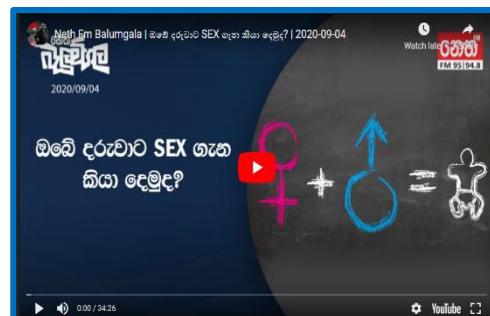 Neth Fm Balumgala | ඔබේ දරුවාට SEX ගැන කියා දෙමුද? | 2020-09-04
Watch later
නෙත්
බැලුම්ගල
2020/09/04
නෙත්
FM 95|94.8
ඔබේ දරුවාට SEX ගැන
කියා දෙමුද?
+ =
0:00 / 34:26
YouTube